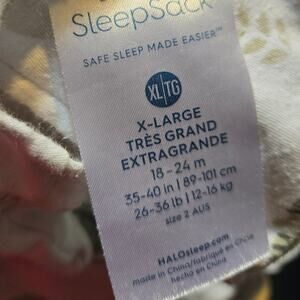 SleepSack
SAFE SLEEP MADE EASIER™
XL|TG
X-LARGE
TRÈS GRAND
EXTRAGRANDE
18-24 m
35-40 in | 89-101 cm
26-36 lb | 12-16 kg
size 2 AUS
HALOsleep.com
made in China/fabriqué en Chine
hecho en China